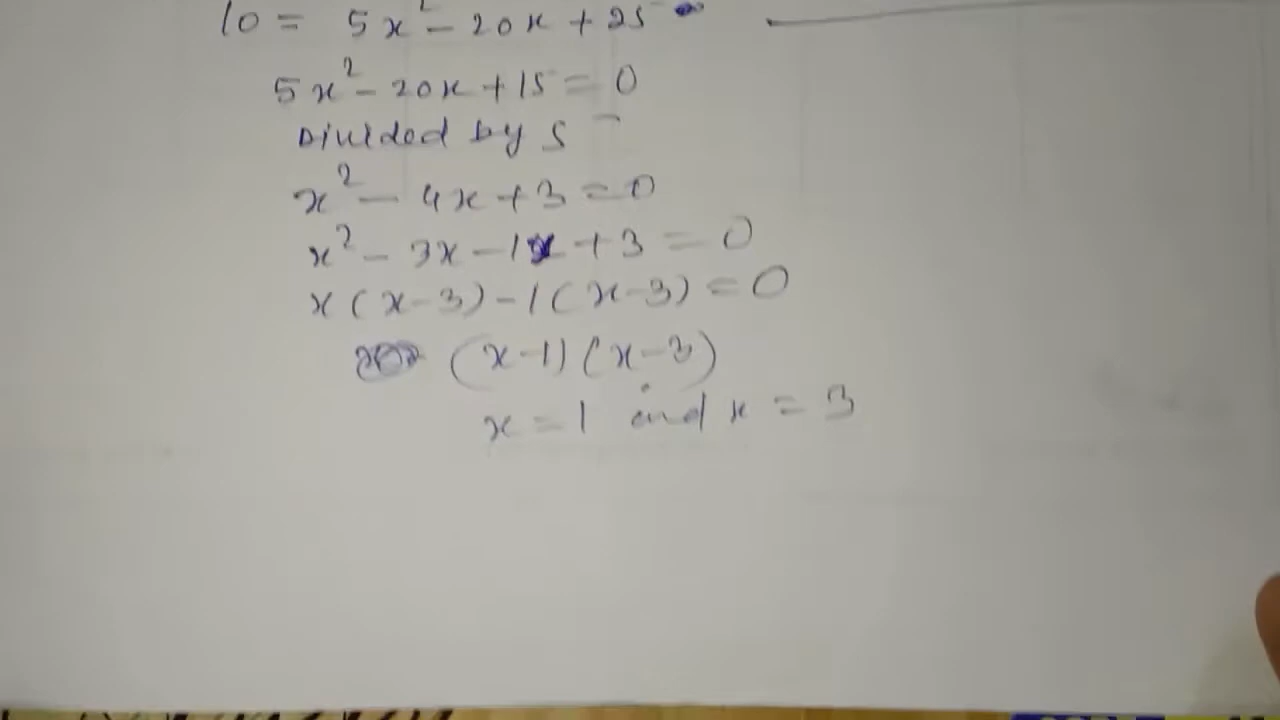 10 = 5x² - 20x + 25
5x² - 20x + 15 = 0
Divided by 5
x² - 4x + 3 = 0
x² - 3x - 1x + 3 = 0
x(x-3) - 1(x-3) = 0
(x-1)(x-3)
x = 1 and x = 3